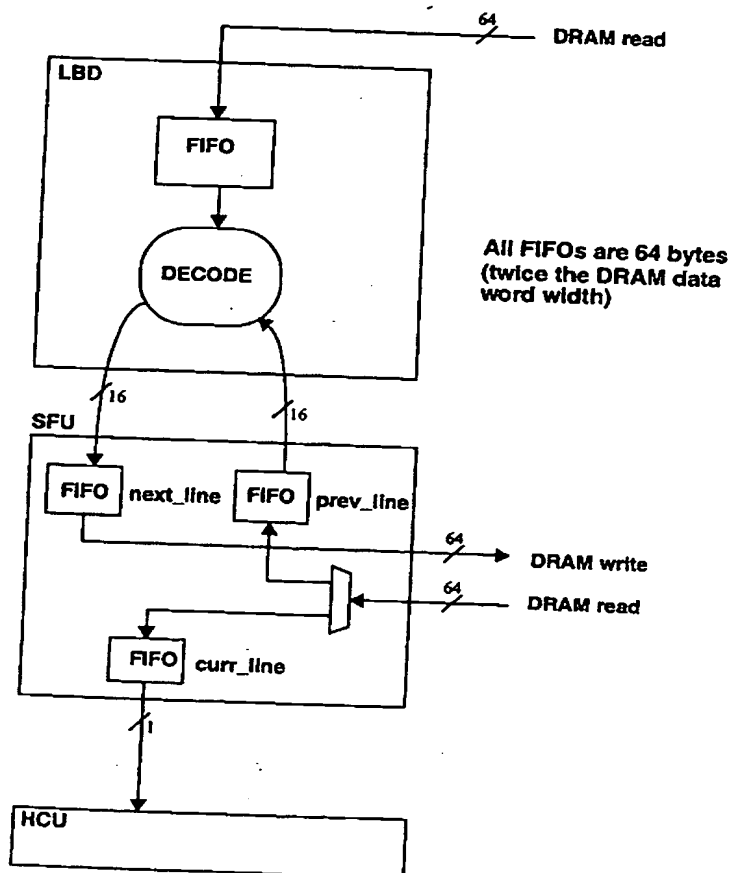 64
DRAM read
LBD
FIFO
DECODE
All FIFOs are 64 bytes
(twice the DRAM data
word width)
16
16
SFU
FIFO
next_line
FIFO
prev_line
64
DRAM write
64
DRAM read
FIFO
curr_line
1
HCU